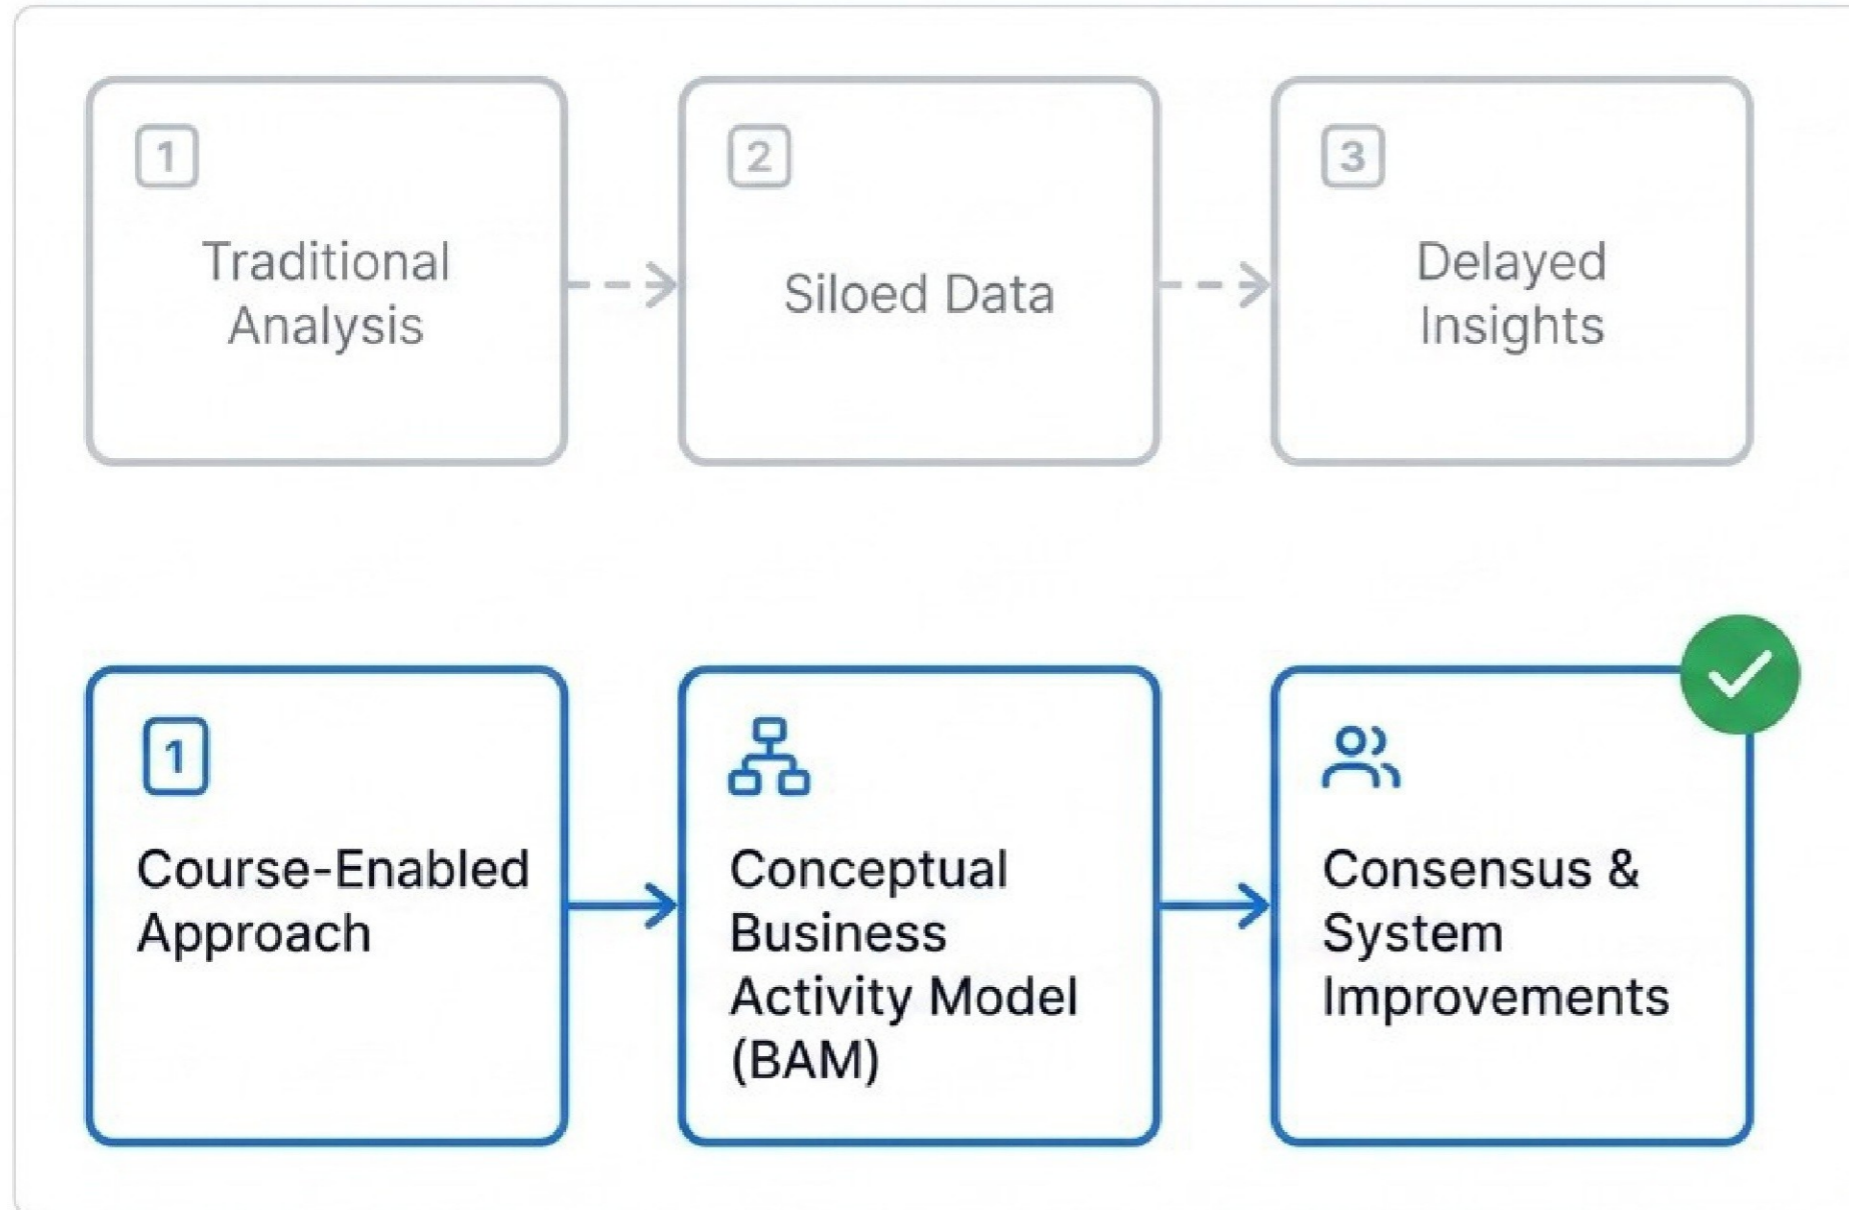 1
Traditional
Analysis
2
Siloed Data
3
Delayed
Insights
1
Course-Enabled
Approach
Conceptual
Business
Activity Model
(BAM)
Consensus &
System
Improvements